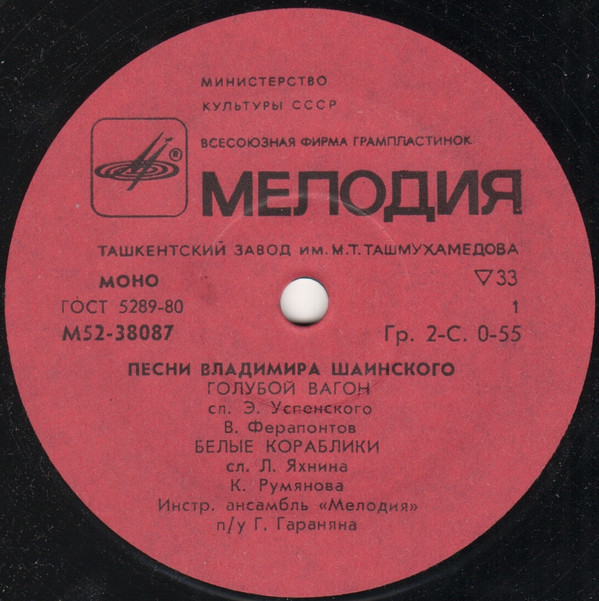 МИНИСТЕРСТВО
КУЛЬТУРЫ СССР
ВСЕСОЮЗНАЯ ФИРМА ГРАМПЛАСТИНОК
®
МЕЛОДИЯ
ТАШКЕНТСКИЙ ЗАВОД ИМ. М.Т. ТАШМУХАМЕДОВА
МОНО ▽33
ГОСТ 5289-80 1
М52-38087 Гр. 2-С. 0-55
ПЕСНИ ВЛАДИМИРА ШАИНСКОГО
ГОЛУБОЙ ВАГОН
сл. Э. Успенского
В. Ферапонтов
БЕЛЫЕ КОРАБЛИКИ
сл. Л. Яхнина
К. Румянова
Инстр. ансамбль «Мелодия»
п/у Г. Гараняна